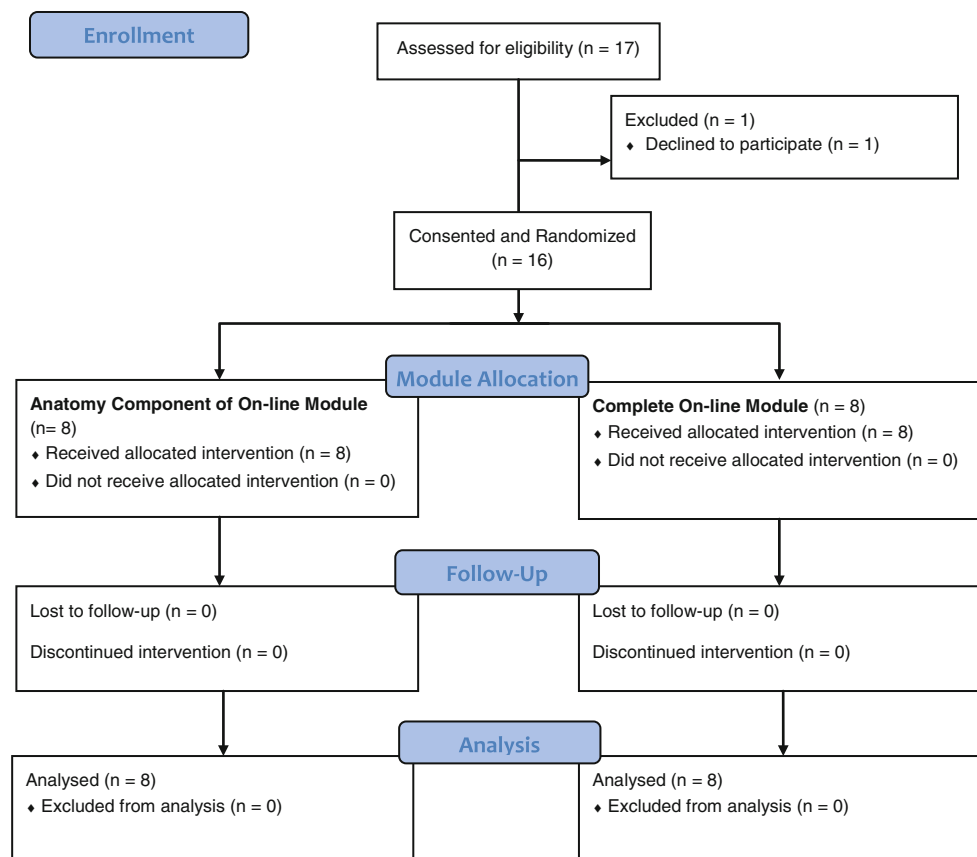 Enrollment
Assessed for eligibility (n = 17)
Excluded (n = 1)
♦ Declined to participate (n = 1)
Consented and Randomized
(n = 16)
Module Allocation
Anatomy Component of On-line Module
(n= 8)
♦ Received allocated intervention (n = 8)
♦ Did not receive allocated intervention (n = 0)
Complete On-line Module (n = 8)
♦ Received allocated intervention (n = 8)
♦ Did not receive allocated intervention (n = 0)
Follow-Up
Lost to follow-up (n = 0)
Discontinued intervention (n = 0)
Lost to follow-up (n = 0)
Discontinued intervention (n = 0)
Analysis
Analysed (n = 8)
♦ Excluded from analysis (n = 0)
Analysed (n = 8)
♦ Excluded from analysis (n = 0)